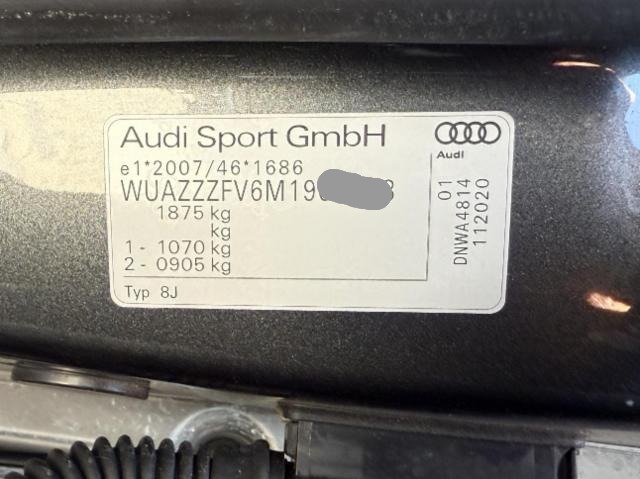 Audi Sport GmbH
Audi
e1*2007/46*1686
WUAZZZFV6M19
1875 kg
kg
1 - 1070 kg
2 - 0905 kg
Typ 8J
01
DNWA4814
112020